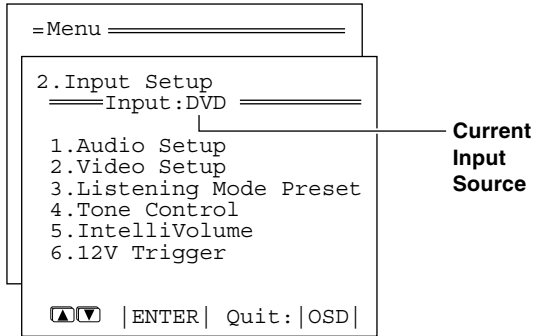 =Menu
2.Input Setup
Input:DVD
1.Audio Setup
2.Video Setup
3.Listening Mode Preset
4.Tone Control
5.IntelliVolume
6.12V Trigger
▲▼ |ENTER| Quit:|OSD|
Current
Input
Source